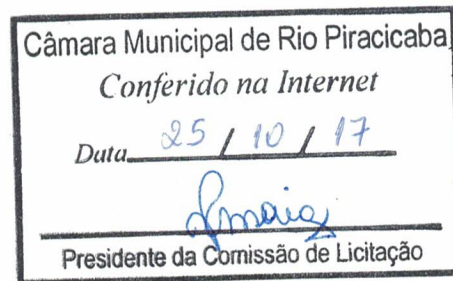 Câmara Municipal de Rio Piracicaba
Conferido na Internet
Data 25 / 10 / 17
Presidente da Comissão de Licitação